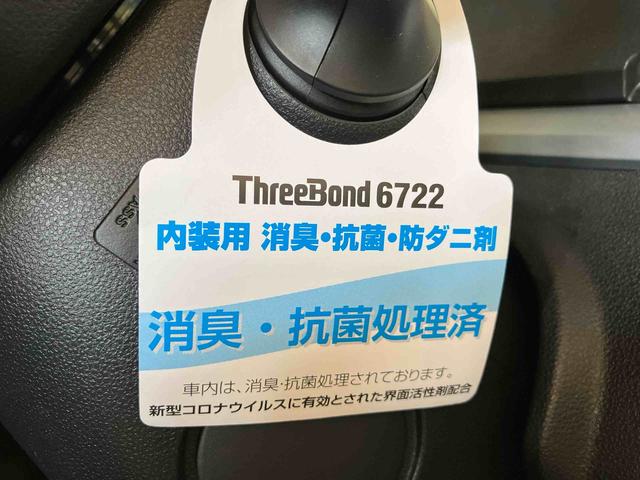 ThreeBond 6722
内装用 消臭・抗菌・防ダニ剤
消臭・抗菌処理済
車内は、消臭・抗菌処理されております。
新型コロナウイルスに有効とされた界面活性剤配合